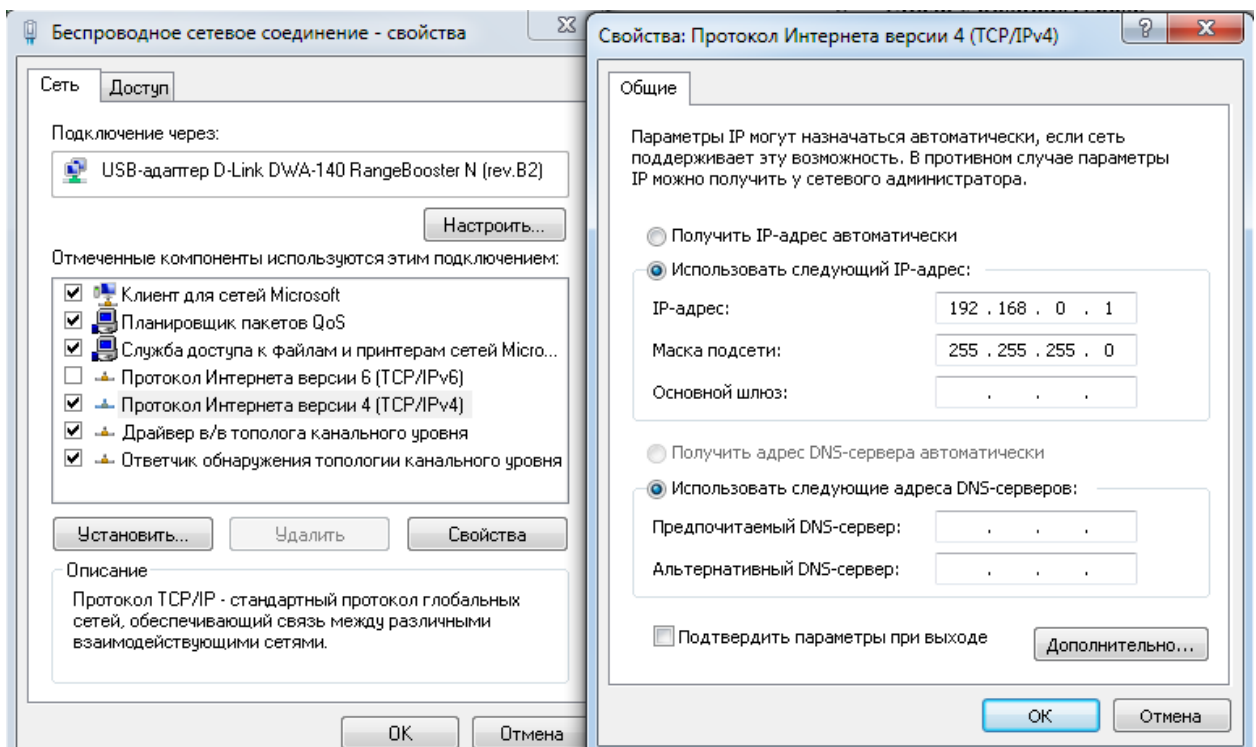 Беспроводное сетевое соединение - свойства
Сеть
Доступ
Подключение через:
USB-адаптер D-Link DWA-140 RangeBooster N (rev.B2)
Настроить...
Отмеченные компоненты используются этим подключением:
Клиент для сетей Microsoft
Планировщик пакетов QoS
Служба доступа к файлам и принтерам сетей Micro...
Протокол Интернета версии 6 (TCP/IPv6)
Протокол Интернета версии 4 (TCP/IPv4)
Драйвер в/в тополога канального уровня
Ответчик обнаружения топологии канального уровня
Установить...
Удалить
Свойства
Описание
Протокол TCP/IP - стандартный протокол глобальных
сетей, обеспечивающий связь между различными
взаимодействующими сетями.
ОК
Отмена
Свойства: Протокол Интернета версии 4 (TCP/IPv4)
Общие
Параметры IP могут назначаться автоматически, если сеть
поддерживает эту возможность. В противном случае параметры
IP можно получить у сетевого администратора.
Получить IP-адрес автоматически
Использовать следующий IP-адрес:
IP-адрес: 192 . 168 . 0 . 1
Маска подсети: 255 . 255 . 255 . 0
Основной шлюз: . . .
Получить адрес DNS-сервера автоматически
Использовать следующие адреса DNS-серверов:
Предпочитаемый DNS-сервер: . . .
Альтернативный DNS-сервер: . . .
Подтвердить параметры при выходе
Дополнительно...
ОК
Отмена